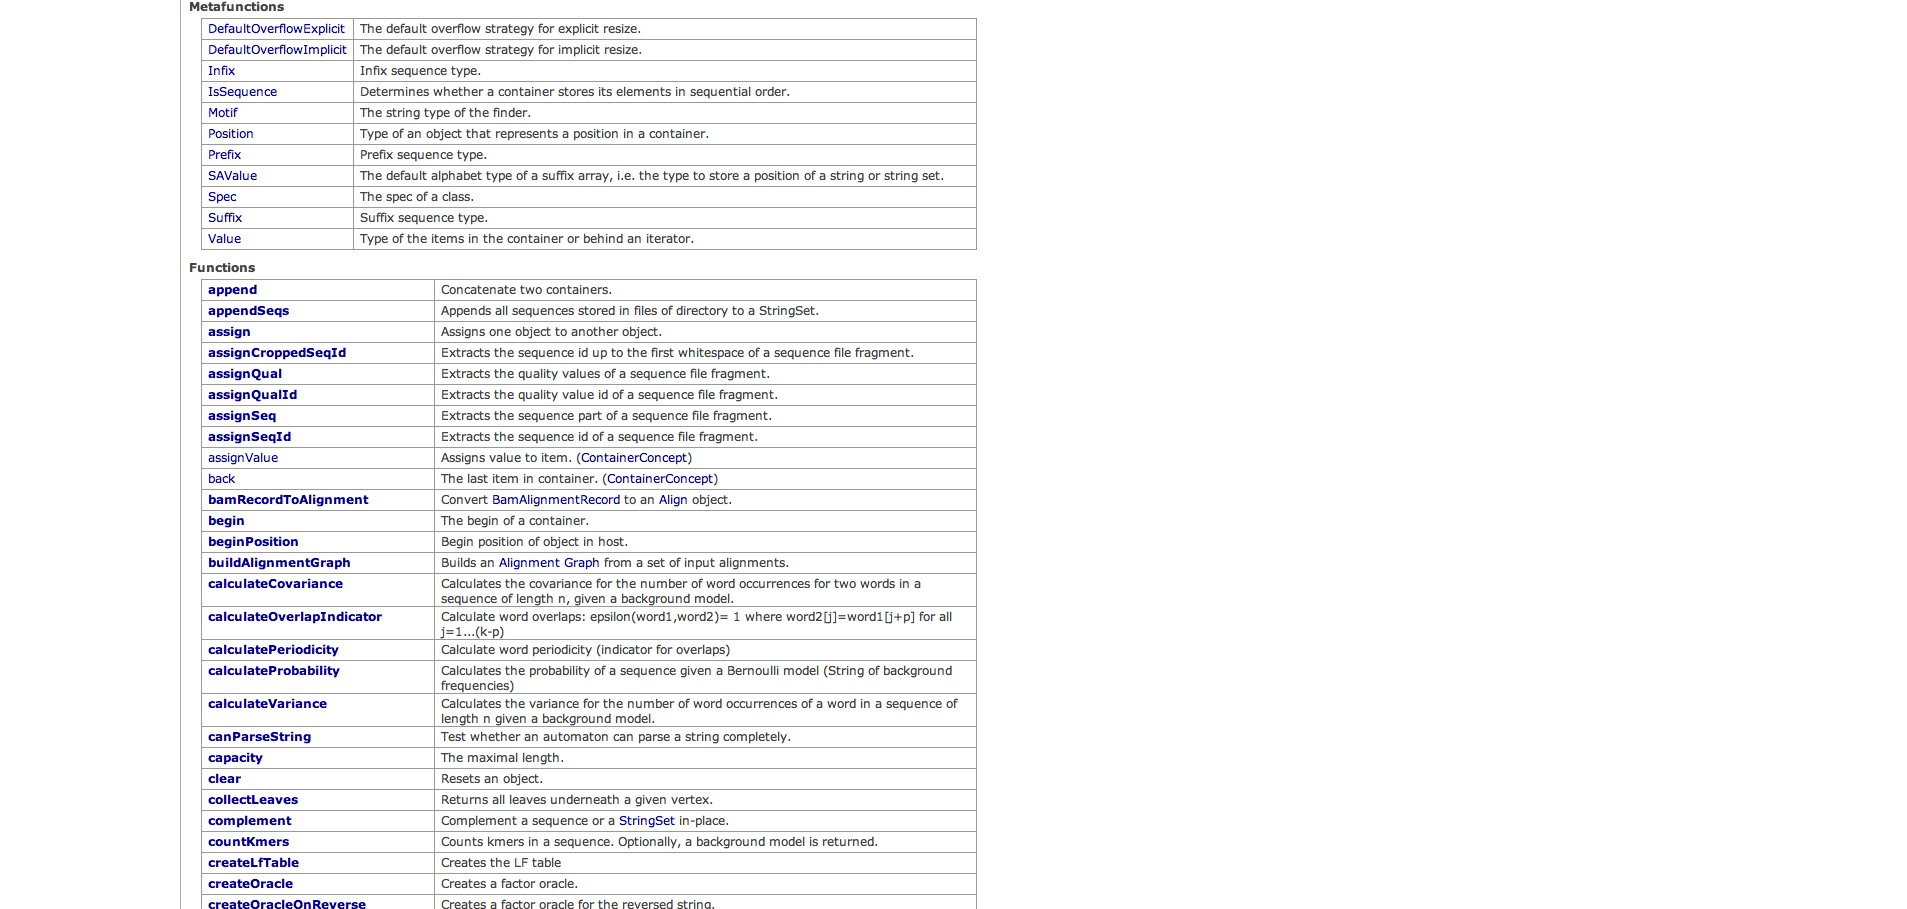 Metafunctions
DefaultOverflowExplicit The default overflow strategy for explicit resize.
DefaultOverflowImplicit The default overflow strategy for implicit resize.
Infix Infix sequence type.
IsSequence Determines whether a container stores its elements in sequential order.
Motif The string type of the finder.
Position Type of an object that represents a position in a container.
Prefix Prefix sequence type.
SAValue The default alphabet type of a suffix array, i.e. the type to store a position of a string or string set.
Spec The spec of a class.
Suffix Suffix sequence type.
Value Type of the items in the container or behind an iterator.
Functions
append Concatenate two containers.
appendSeqs Appends all sequences stored in files of directory to a StringSet.
assign Assigns one object to another object.
assignCroppedSeqId Extracts the sequence id up to the first whitespace of a sequence file fragment.
assignQual Extracts the quality values of a sequence file fragment.
assignQualId Extracts the quality value id of a sequence file fragment.
assignSeq Extracts the sequence part of a sequence file fragment.
assignSeqId Extracts the sequence id of a sequence file fragment.
assignValue Assigns value to item. (ContainerConcept)
back The last item in container. (ContainerConcept)
bamRecordToAlignment Convert BamAlignmentRecord to an Align object.
begin The begin of a container.
beginPosition Begin position of object in host.
buildAlignmentGraph Builds an Alignment Graph from a set of input alignments.
calculateCovariance Calculates the covariance for the number of word occurrences for two words in a
sequence of length n, given a background model.
calculateOverlapIndicator Calculate word overlaps: epsilon(word1,word2)= 1 where word2[j]=word1[j+p] for all
j=1...(k-p)
calculatePeriodicity Calculate word periodicity (indicator for overlaps)
calculateProbability Calculates the probability of a sequence given a Bernoulli model (String of background
frequencies)
calculateVariance Calculates the variance for the number of word occurrences of a word in a sequence of
length n given a background model.
canParseString Test whether an automaton can parse a string completely.
capacity The maximal length.
clear Resets an object.
collectLeaves Returns all leaves underneath a given vertex.
complement Complement a sequence or a StringSet in-place.
countKmers Counts kmers in a sequence. Optionally, a background model is returned.
createLfTable Creates the LF table
createOracle Creates a factor oracle.
createOracleOnReverse Creates a factor oracle for the reversed string.